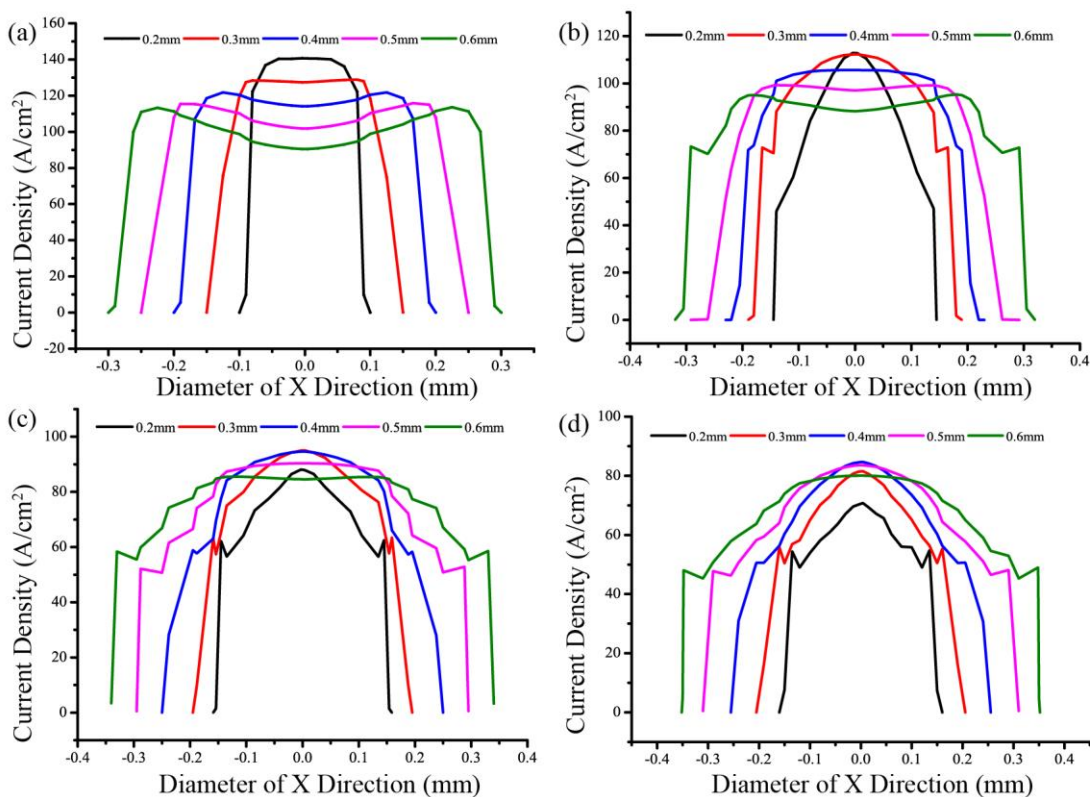 (a)
0.2mm 0.3mm 0.4mm 0.5mm 0.6mm
160
140
120
100
80
60
40
20
0
-20
Current Density (A/cm²)
-0.3 -0.2 -0.1 0.0 0.1 0.2 0.3
Diameter of X Direction (mm)
(b)
0.2mm 0.3mm 0.4mm 0.5mm 0.6mm
120
100
80
60
40
20
0
Current Density (A/cm²)
-0.4 -0.3 -0.2 -0.1 0.0 0.1 0.2 0.3 0.4
Diameter of X Direction (mm)
(c)
0.2mm 0.3mm 0.4mm 0.5mm 0.6mm
100
80
60
40
20
0
Current Density (A/cm²)
-0.4 -0.3 -0.2 -0.1 0.0 0.1 0.2 0.3 0.4
Diameter of X Direction (mm)
(d)
0.2mm 0.3mm 0.4mm 0.5mm 0.6mm
100
80
60
40
20
0
Current Density (A/cm²)
-0.4 -0.3 -0.2 -0.1 0.0 0.1 0.2 0.3 0.4
Diameter of X Direction (mm)